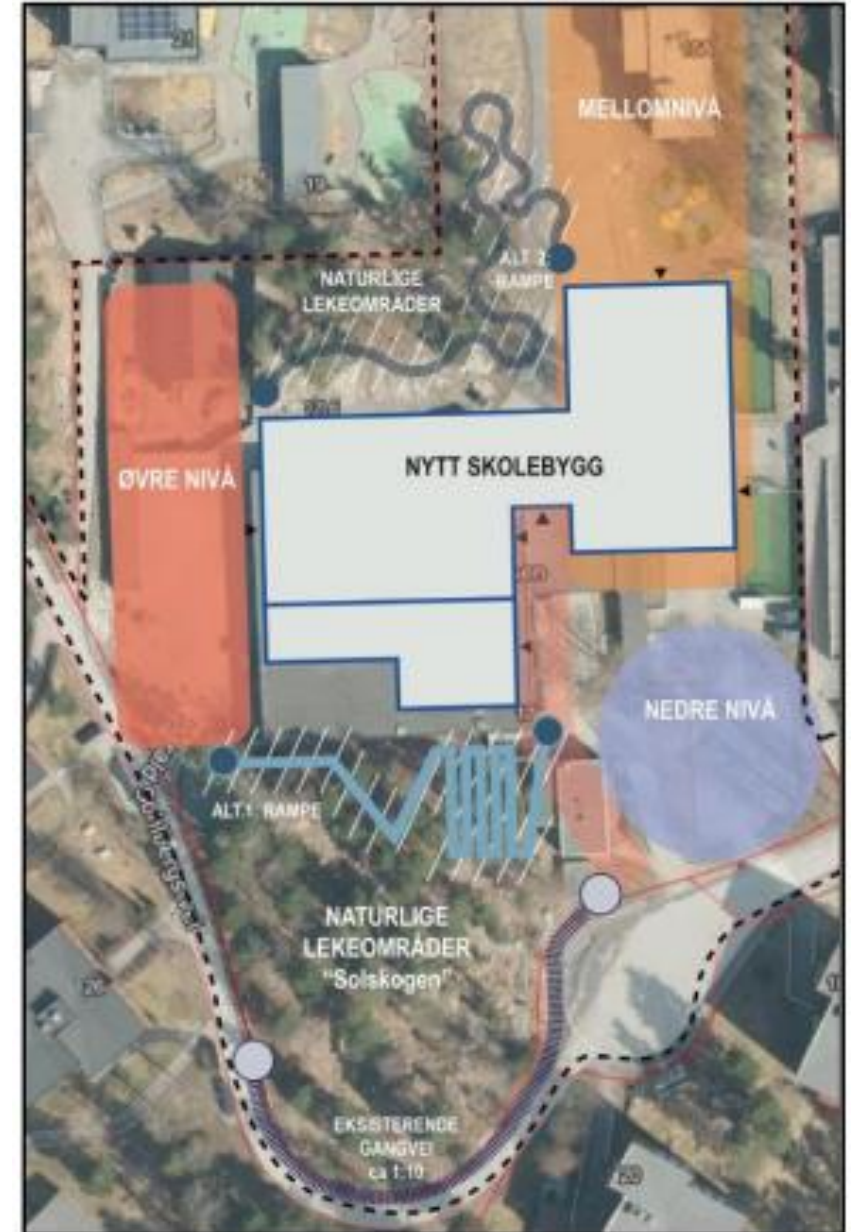 MELLOMNIVÅ
19
ALT. 2
RAMPE
NATURLIGE
LEKEOMRÅDER
ØVRE NIVÅ
NYTT SKOLEBYGG
NEDRE NIVÅ
ALT.1 RAMPE
NATURLIGE
LEKEOMRÅDER
"Solskogen"
EKSISTERENDE
GANGVEI
ca 1:10